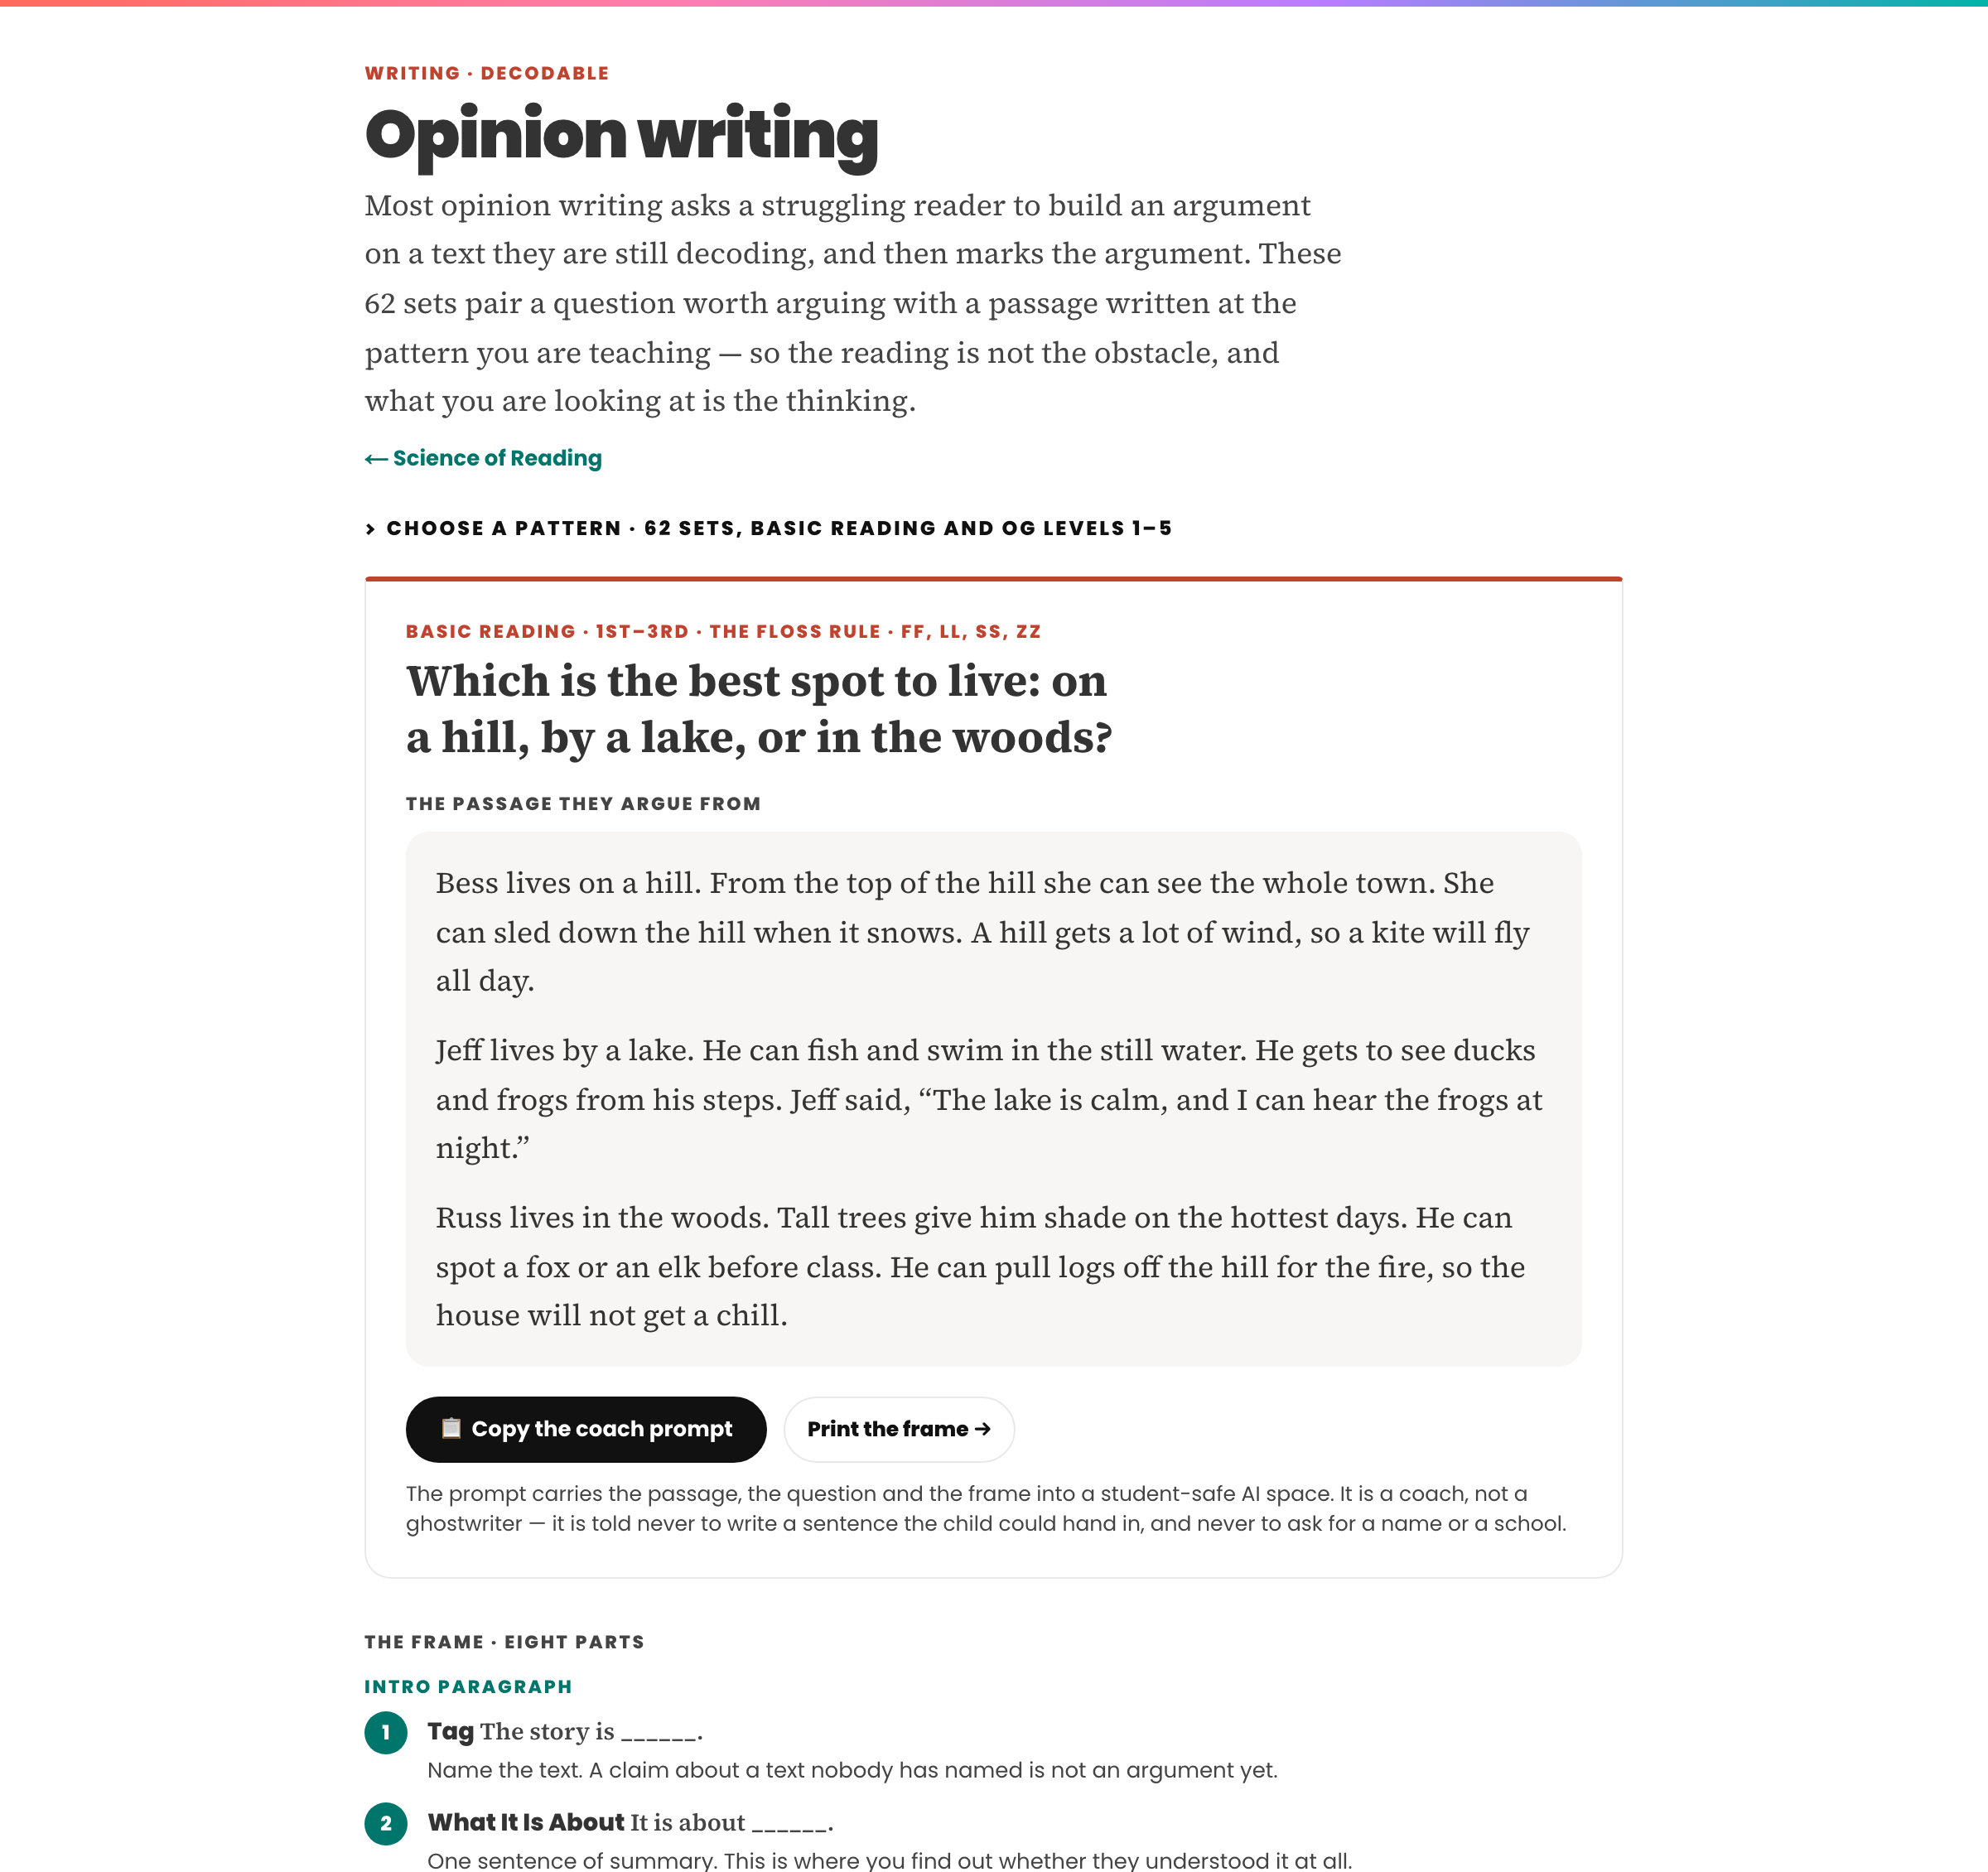 WRITING · DECODABLE
Opinion writing
Most opinion writing asks a struggling reader to build an argument
on a text they are still decoding, and then marks the argument. These
62 sets pair a question worth arguing with a passage written at the
pattern you are teaching — so the reading is not the obstacle, and
what you are looking at is the thinking.
← Science of Reading
› CHOOSE A PATTERN · 62 SETS, BASIC READING AND OG LEVELS 1–5
BASIC READING · 1ST–3RD · THE FLOSS RULE · FF, LL, SS, ZZ
Which is the best spot to live: on
a hill, by a lake, or in the woods?
THE PASSAGE THEY ARGUE FROM
Bess lives on a hill. From the top of the hill she can see the whole town. She
can sled down the hill when it snows. A hill gets a lot of wind, so a kite will fly
all day.
Jeff lives by a lake. He can fish and swim in the still water. He gets to see ducks
and frogs from his steps. Jeff said, “The lake is calm, and I can hear the frogs at
night.”
Russ lives in the woods. Tall trees give him shade on the hottest days. He can
spot a fox or an elk before class. He can pull logs off the hill for the fire, so the
house will not get a chill.
📋 Copy the coach prompt
Print the frame →
The prompt carries the passage, the question and the frame into a student-safe AI space. It is a coach, not a
ghostwriter — it is told never to write a sentence the child could hand in, and never to ask for a name or a school.
THE FRAME · EIGHT PARTS
INTRO PARAGRAPH
1 Tag The story is ______.
Name the text. A claim about a text nobody has named is not an argument yet.
2 What It Is About It is about ______.
One sentence of summary. This is where you find out whether they understood it at all.